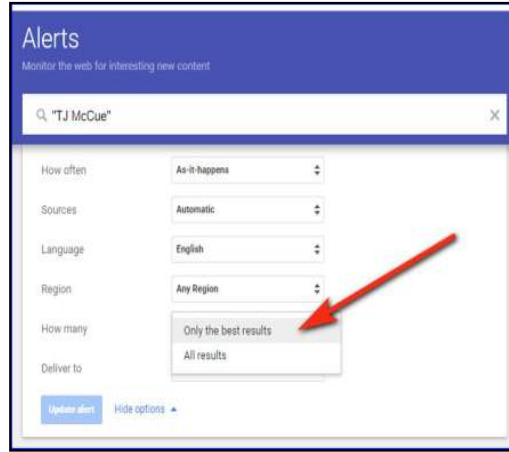 Alerts
Monitor the web for interesting new content
"TJ McCue"
How often As-it-happens
Sources Automatic
Language English
Region Any Region
How many Only the best results
All results
Deliver to
Update alert Hide options